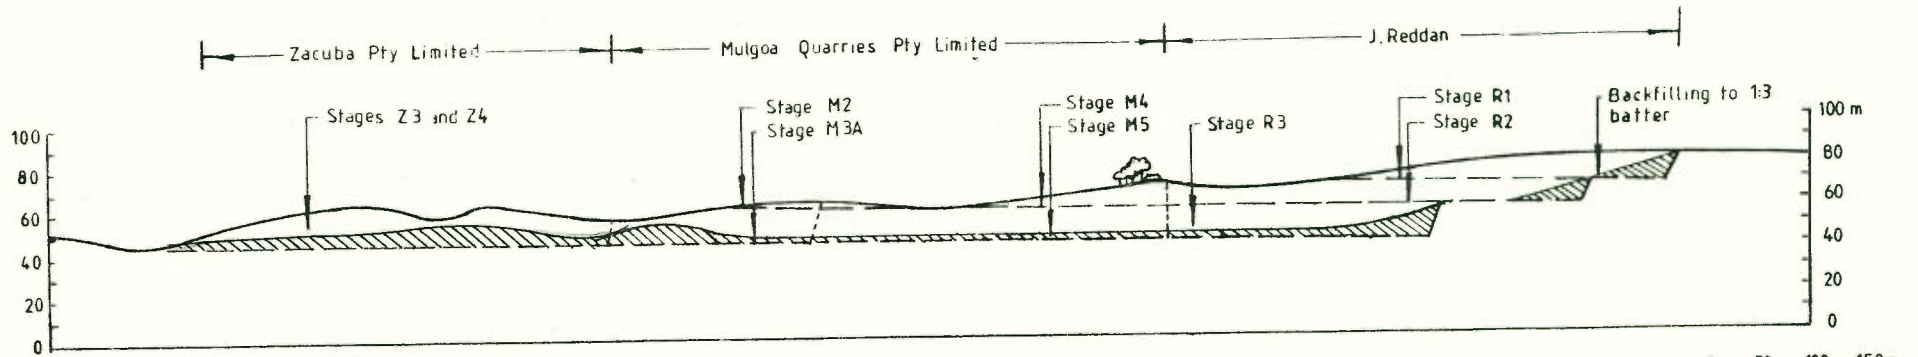 Zacuba Pty Limited
Mulgoa Quarries Pty Limited
J. Reddan
Stages Z3 and Z4
Stage M2
Stage M3A
Stage M4
Stage M5
Stage R3
Stage R1
Stage R2
Backfilling to 1:3
batter
100
80
60
40
20
0
100 m
80
60
40
20
0